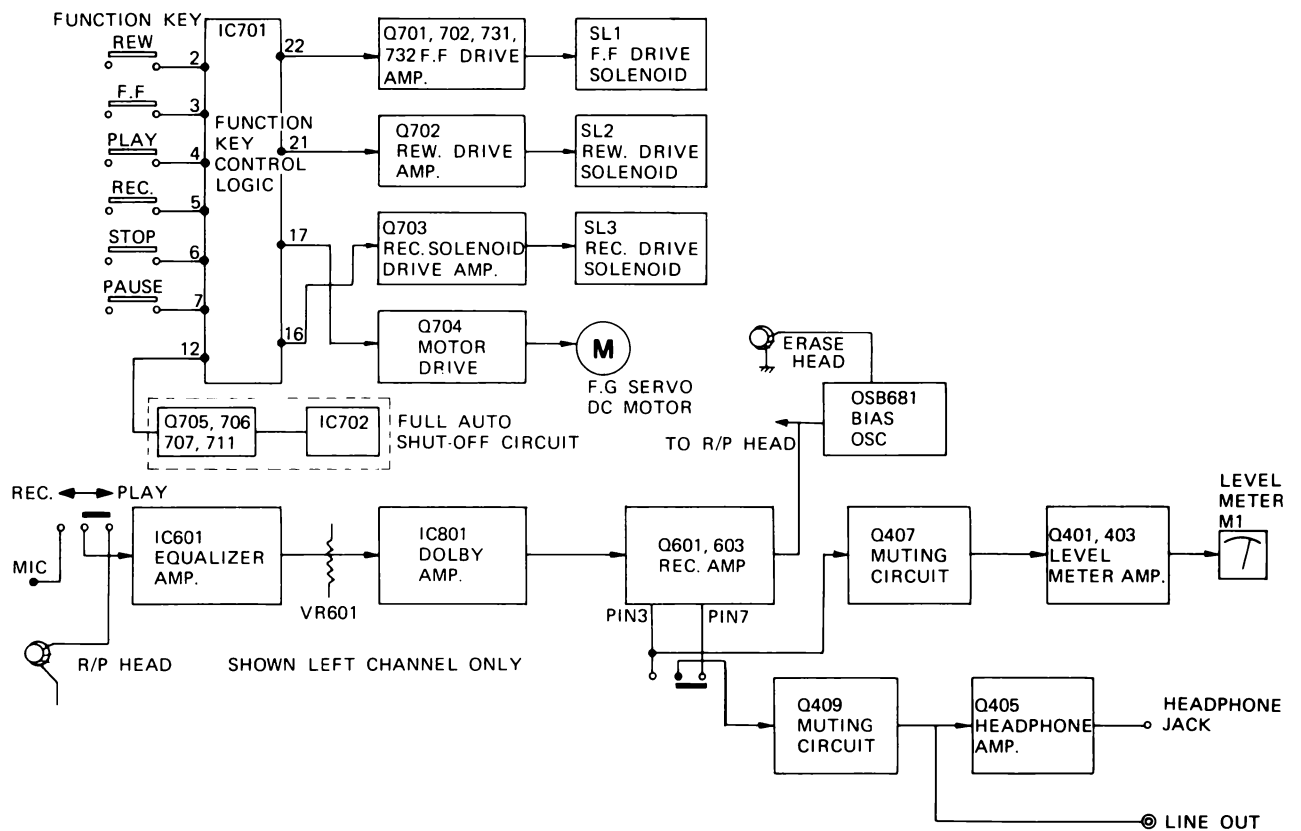 FUNCTION KEY
REW
2
F.F
3
PLAY
4
REC.
5
STOP
6
PAUSE
7
12
IC701
FUNCTION
KEY
CONTROL
LOGIC
22
21
17
16
Q701, 702, 731,
732 F.F DRIVE
AMP.
SL1
F.F DRIVE
SOLENOID
Q702
REW. DRIVE
AMP.
SL2
REW. DRIVE
SOLENOID
Q703
REC. SOLENOID
DRIVE AMP.
SL3
REC. DRIVE
SOLENOID
Q704
MOTOR
DRIVE
M
F.G SERVO
DC MOTOR
Q705, 706
707, 711
IC702
FULL AUTO
SHUT-OFF CIRCUIT
ERASE
HEAD
OSB681
BIAS
OSC
TO R/P HEAD
REC.
PLAY
MIC
R/P HEAD
IC601
EQUALIZER
AMP.
VR601
SHOWN LEFT CHANNEL ONLY
IC801
DOLBY
AMP.
Q601, 603
REC. AMP
PIN3
PIN7
Q407
MUTING
CIRCUIT
Q401, 403
LEVEL
METER AMP.
LEVEL
METER
M1
Q409
MUTING
CIRCUIT
Q405
HEADPHONE
AMP.
HEADPHONE
JACK
LINE OUT